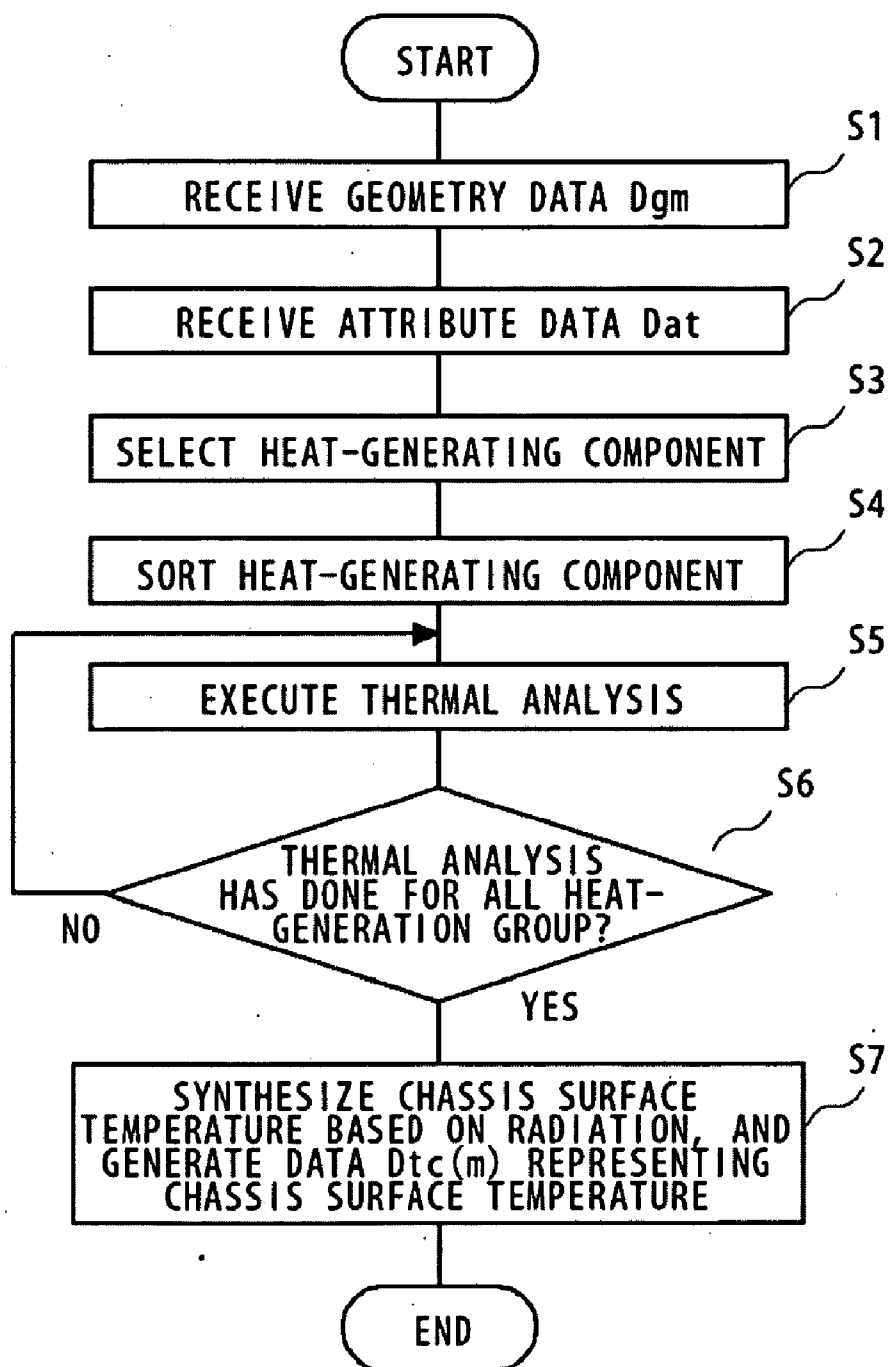 START
S1
RECEIVE GEOMETRY DATA Dgm
S2
RECEIVE ATTRIBUTE DATA Dat
S3
SELECT HEAT-GENERATING COMPONENT
S4
SORT HEAT-GENERATING COMPONENT
S5
EXECUTE THERMAL ANALYSIS
S6
THERMAL ANALYSIS
HAS DONE FOR ALL HEAT-
GENERATION GROUP?
NO
YES
S7
SYNTHESIZE CHASSIS SURFACE
TEMPERATURE BASED ON RADIATION, AND
GENERATE DATA Dtc(m) REPRESENTING
CHASSIS SURFACE TEMPERATURE
END